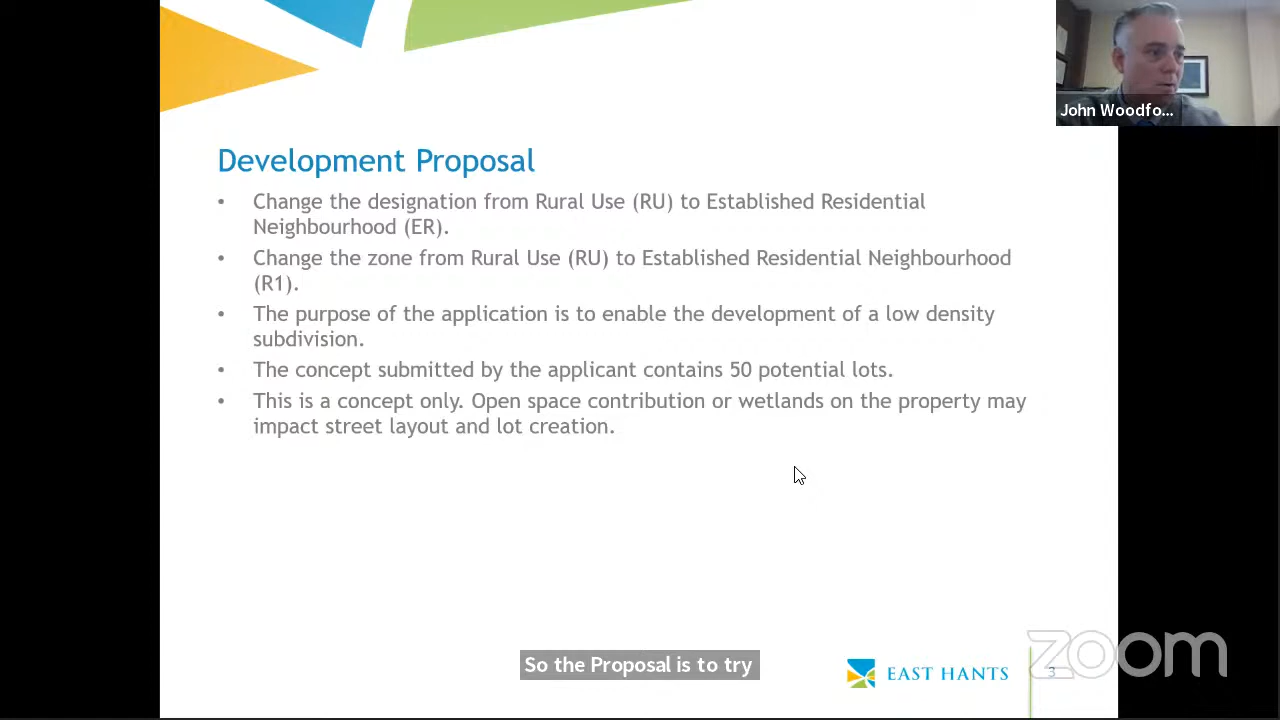 John Woodfo...
Development Proposal
• Change the designation from Rural Use (RU) to Established Residential
Neighbourhood (ER).
• Change the zone from Rural Use (RU) to Established Residential Neighbourhood
(R1).
• The purpose of the application is to enable the development of a low density
subdivision.
• The concept submitted by the applicant contains 50 potential lots.
• This is a concept only. Open space contribution or wetlands on the property may
impact street layout and lot creation.
So the Proposal is to try
EAST HANTS
3
zoom